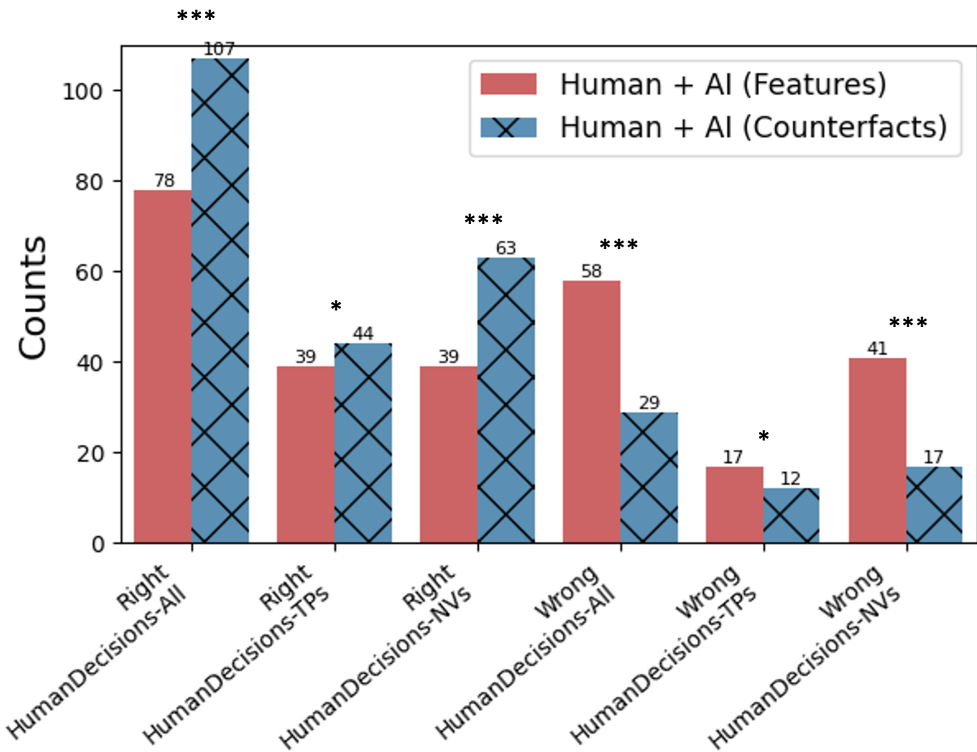 ***
107
100
Human + AI (Features)
Human + AI (Counterfacts)
80
78
***
63
***
58
60
Counts
*
39
44
39
40
29
***
41
*
17
12
17
20
0
Right
HumanDecisions-All
Right
HumanDecisions-TPs
Right
HumanDecisions-NVs
Wrong
HumanDecisions-All
Wrong
HumanDecisions-TPs
Wrong
HumanDecisions-NVs